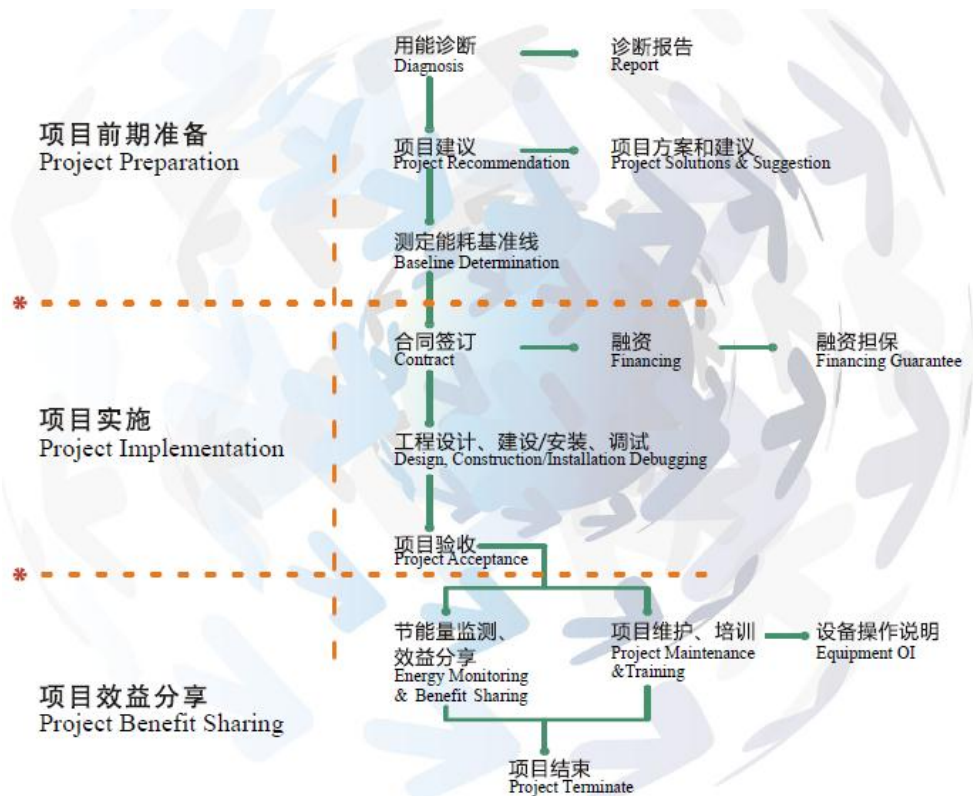 用能诊断
Diagnosis
诊断报告
Report
项目前期准备
Project Preparation
项目建议
Project Recommendation
项目方案和建议
Project Solutions & Suggestion
测定能耗基准线
Baseline Determination
*
合同签订
Contract
融资
Financing
融资担保
Financing Guarantee
项目实施
Project Implementation
工程设计、建设/安装、调试
Design, Construction/Installation Debugging
项目验收
Project Acceptance
*
节能量监测、
效益分享
Energy Monitoring
& Benefit Sharing
项目维护、培训
Project Maintenance
&Training
设备操作说明
Equipment OI
项目效益分享
Project Benefit Sharing
项目结束
Project Terminate